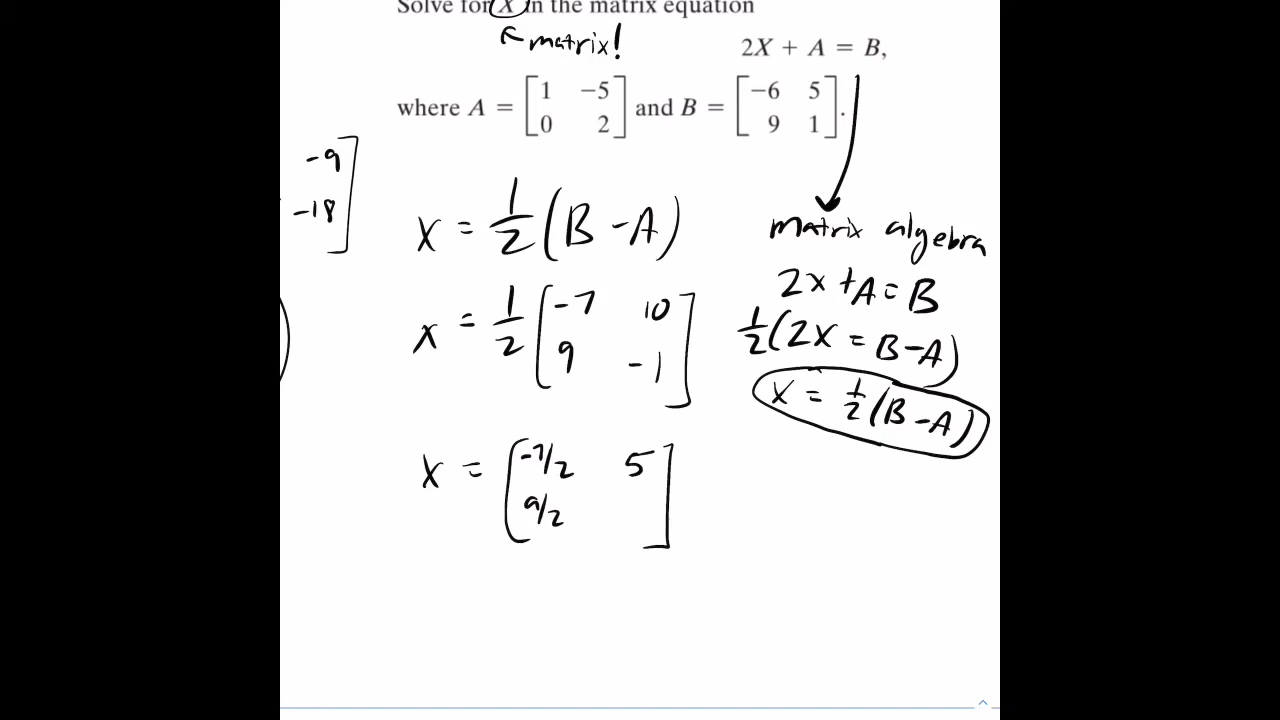 Solve for X in the matrix equation
↖ matrix!
2X + A = B,
where A = [1 −5; 0 2] and B = [−6 5; 9 1].
-9
-18
x = 1/2 (B - A)
x = 1/2 [-7 10; 9 -1]
x = [-7/2 5; 9/2 ]
matrix algebra
2x + A = B
1/2 (2x = B - A)
x = 1/2 (B - A)